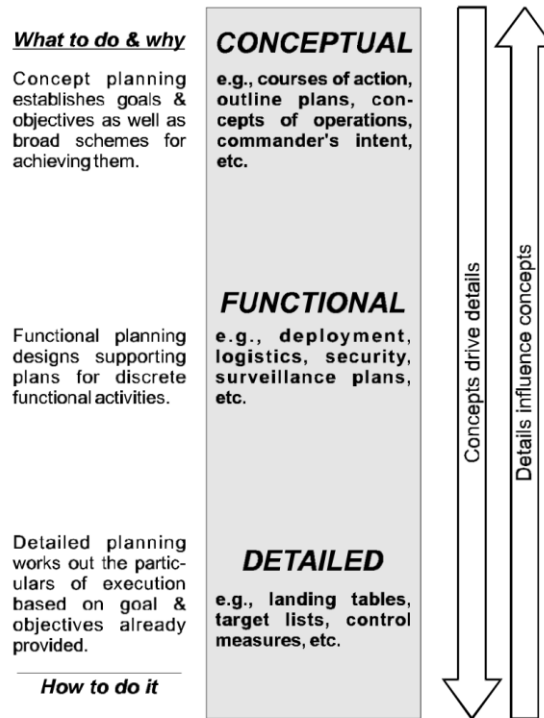 What to do & why
Concept planning
establishes goals &
objectives as well as
broad schemes for
achieving them.
CONCEPTUAL
e.g., courses of action,
outline plans, con-
cepts of operations,
commander's intent,
etc.
Functional planning
designs supporting
plans for discrete
functional activities.
FUNCTIONAL
e.g., deployment,
logistics, security,
surveillance plans,
etc.
Detailed planning
works out the partic-
ulars of execution
based on goal &
objectives already
provided.
How to do it
DETAILED
e.g., landing tables,
target lists, control
measures, etc.
Concepts drive details
Details influence concepts